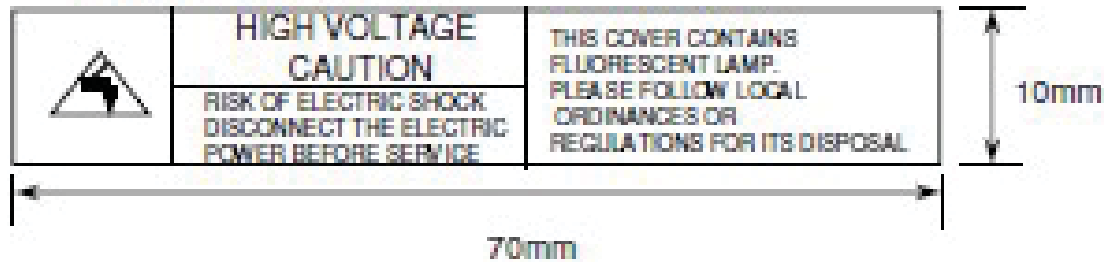 HIGH VOLTAGE
CAUTION
RISK OF ELECTRIC SHOCK
DISCONNECT THE ELECTRIC
POWER BEFORE SERVICE
THIS COVER CONTAINS
FLUORESCENT LAMP.
PLEASE FOLLOW LOCAL
ORDINANCES OR
REGULATIONS FOR ITS DISPOSAL
10mm
70mm